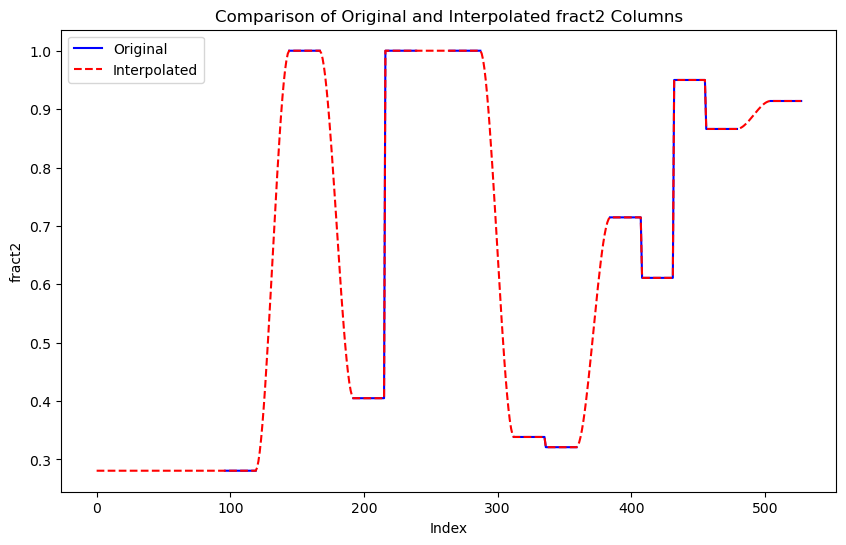 Comparison of Original and Interpolated fract2 Columns
Original
Interpolated
1.0
0.9
0.8
0.7
0.6
0.5
0.4
0.3
fract2
0 100 200 300 400 500
Index